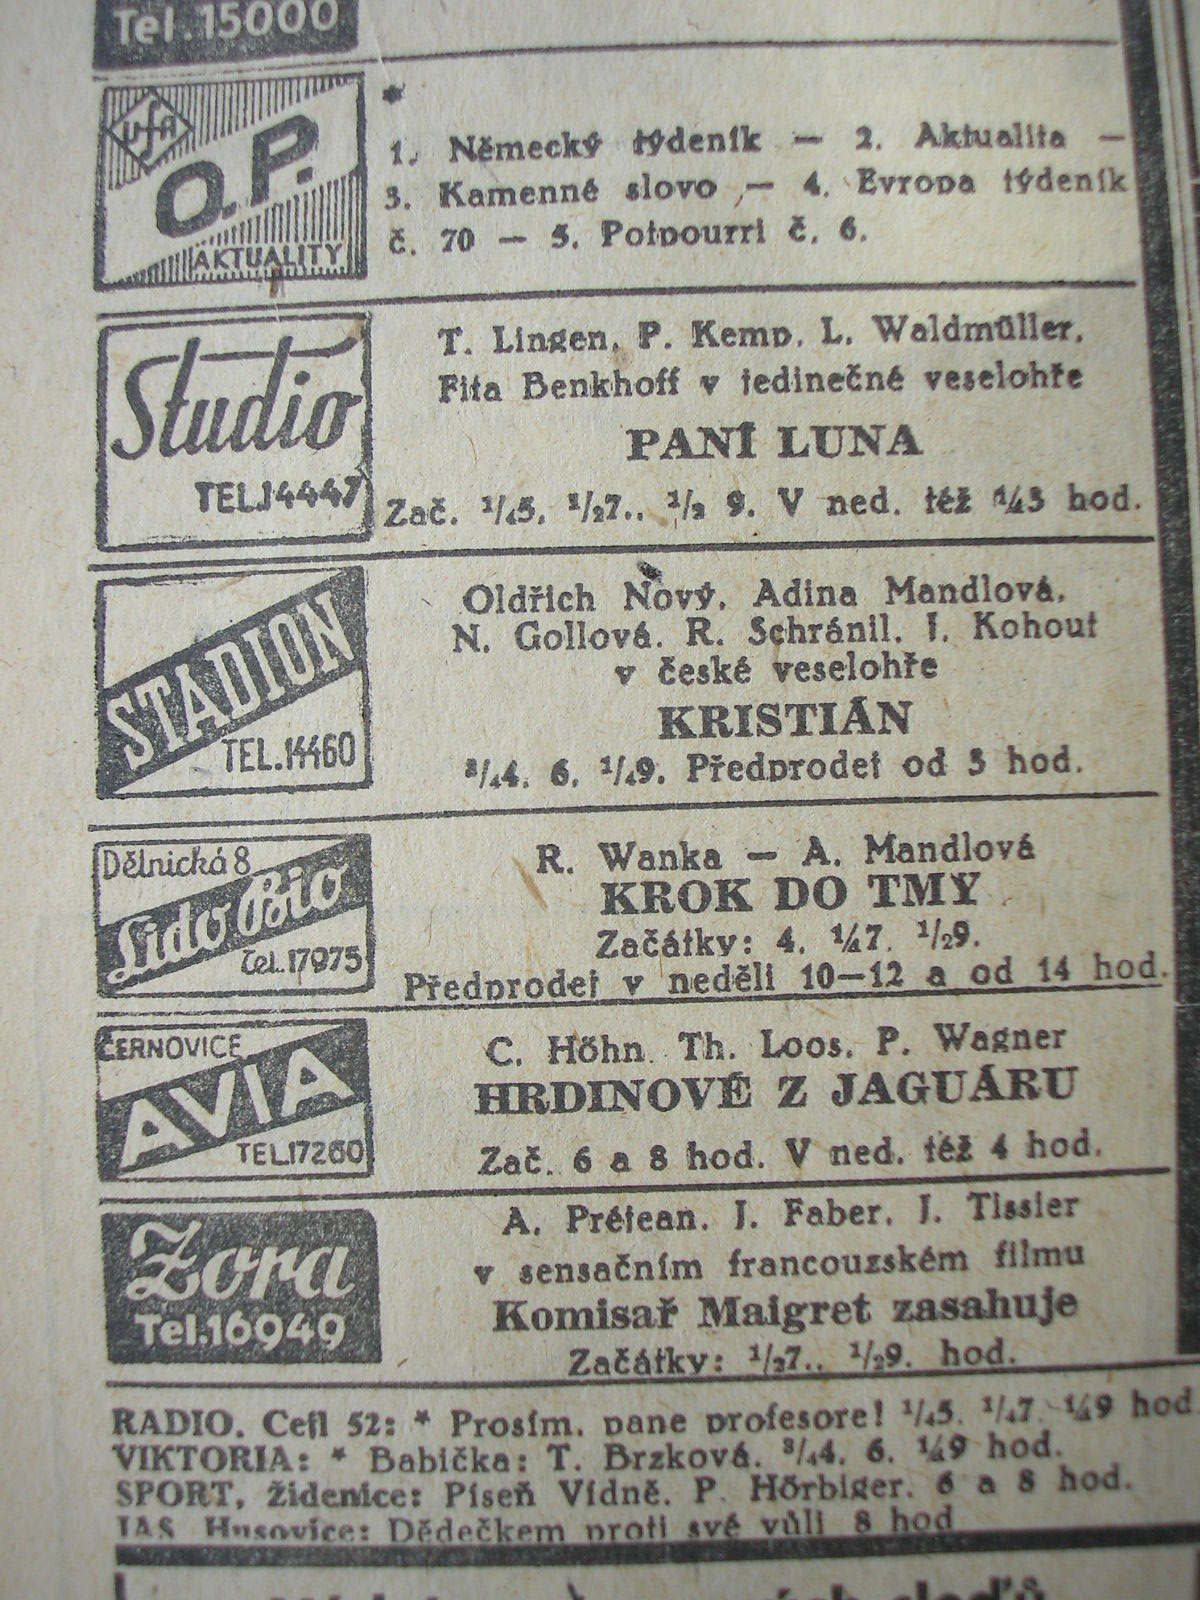 Tel.15000
UfA
O.P.
AKTUALITY
*
1. Německý týdeník — 2. Aktualita —
3. Kamenné slovo — 4. Evropa týdeník
č. 70 — 5. Potpourri č. 6.
Studio
TEL.14447
T. Lingen, P. Kemp, L. Waldmüller,
Fita Benkhoff v jedinečné veselohře
PANÍ LUNA
Zač. ¼5, ½7., ½ 9. V ned. též ¼3 hod.
STADION
TEL.14460
Oldřich Nový, Adina Mandlová,
N. Gollová, R. Schránil, J. Kohout
v české veselohře
KRISTIÁN
¾4, 6, ¼9. Předprodej od 3 hod.
Dělnická 8
Lido Bio
Tel.17975
R. Wanka — A. Mandlová
KROK DO TMY
Začátky: 4, ¼7, ½9.
Předprodej v neděli 10—12 a od 14 hod.
ČERNOVICE
AVIA
TEL.17260
C. Höhn Th. Loos, P. Wagner
HRDINOVÉ Z JAGUÁRU
Zač. 6 a 8 hod. V ned. též 4 hod.
Zora
Tel.16949
A. Préjean, J. Faber, J. Tissier
v sensačním francouzském filmu
Komisař Maigret zasahuje
Začátky: ½7., ½9. hod.
RADIO, Cejl 52: * Prosím, pane profesore! ¼5, ¼7, ¼9 hod.
VIKTORIA: * Babička: T. Brzková. ¾4, 6, ¼9 hod.
SPORT, Židenice: Píseň Vídně. P. Hörbiger. 6 a 8 hod.
JAS Husovice: Dědečkem proti své vůli 8 hod